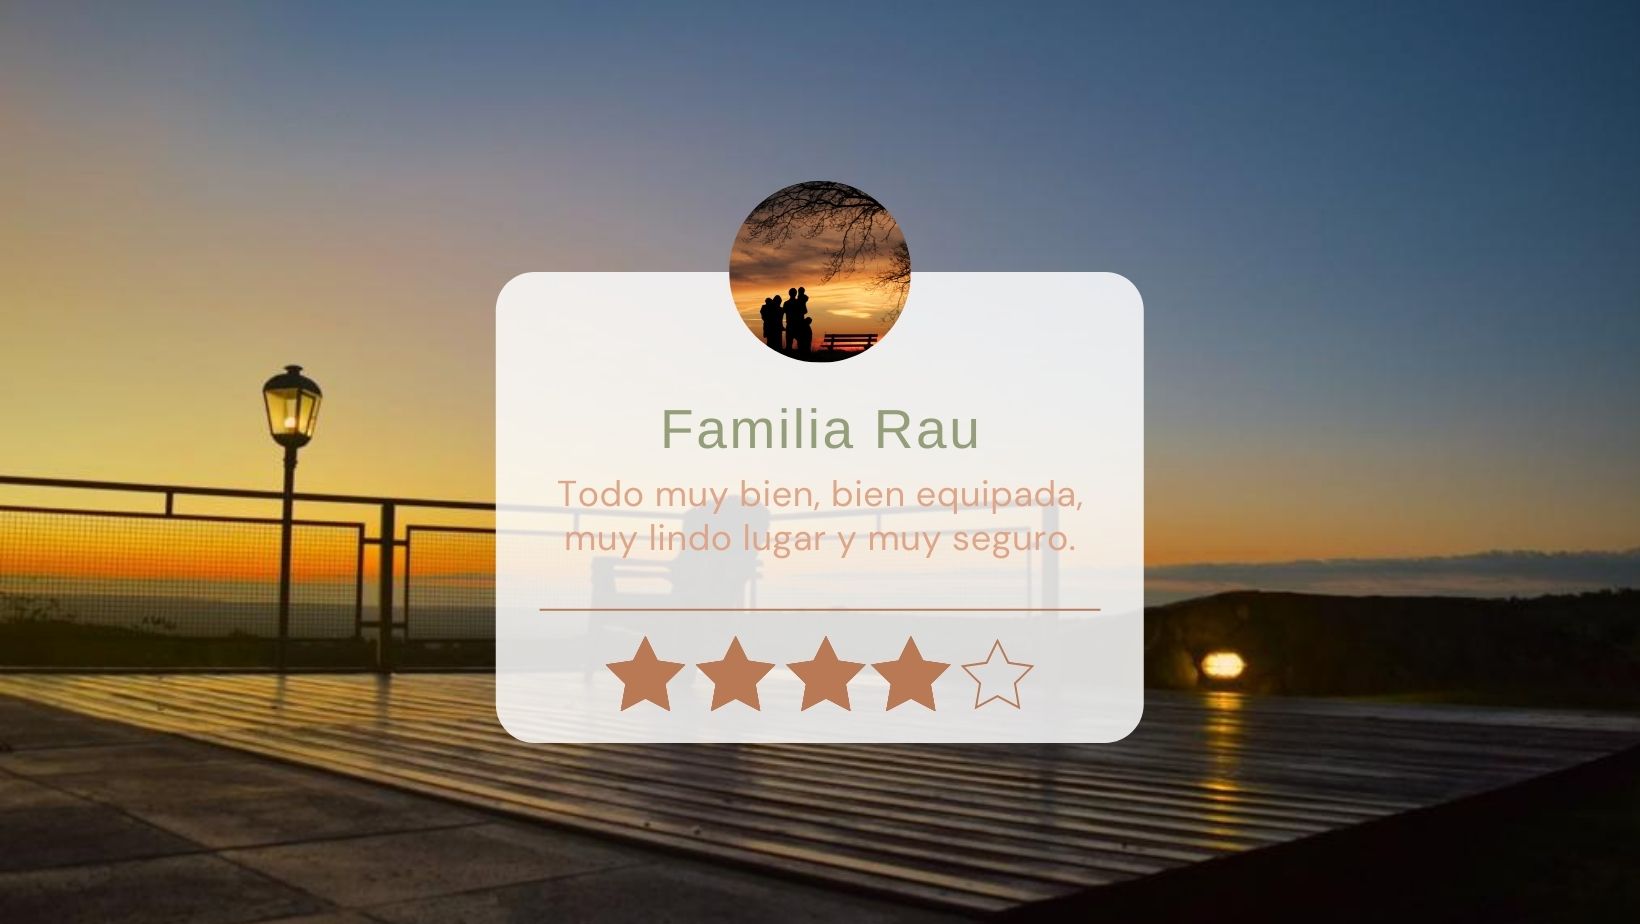 Familia Rau
Todo muy bien, bien equipada,
muy lindo lugar y muy seguro.